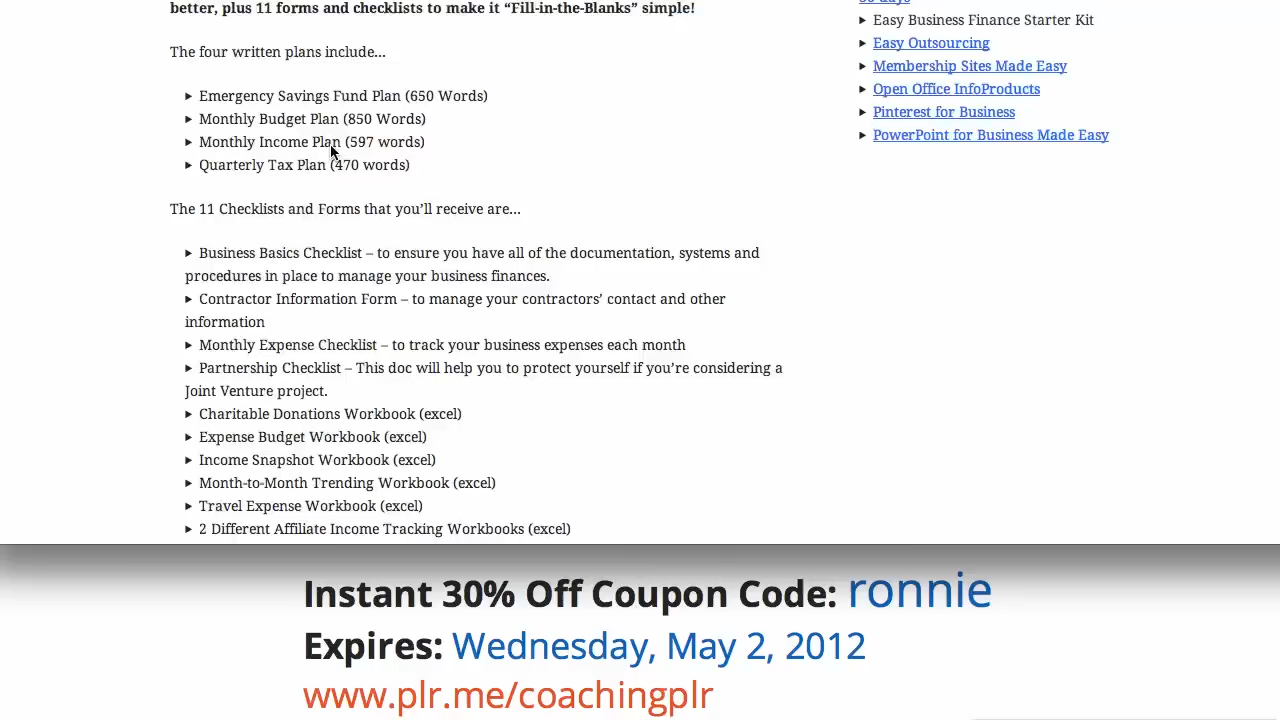 better, plus 11 forms and checklists to make it “Fill-in-the-Blanks” simple!
The four written plans include...
► Emergency Savings Fund Plan (650 Words)
► Monthly Budget Plan (850 Words)
► Monthly Income Plan (597 words)
► Quarterly Tax Plan (470 words)
The 11 Checklists and Forms that you’ll receive are...
► Business Basics Checklist – to ensure you have all of the documentation, systems and
procedures in place to manage your business finances.
► Contractor Information Form – to manage your contractors’ contact and other
information
► Monthly Expense Checklist – to track your business expenses each month
► Partnership Checklist – This doc will help you to protect yourself if you’re considering a
Joint Venture project.
► Charitable Donations Workbook (excel)
► Expense Budget Workbook (excel)
► Income Snapshot Workbook (excel)
► Month-to-Month Trending Workbook (excel)
► Travel Expense Workbook (excel)
► 2 Different Affiliate Income Tracking Workbooks (excel)
► Easy Business Finance Starter Kit
► Easy Outsourcing
► Membership Sites Made Easy
► Open Office InfoProducts
► Pinterest for Business
► PowerPoint for Business Made Easy
Instant 30% Off Coupon Code: ronnie
Expires: Wednesday, May 2, 2012
www.plr.me/coachingplr